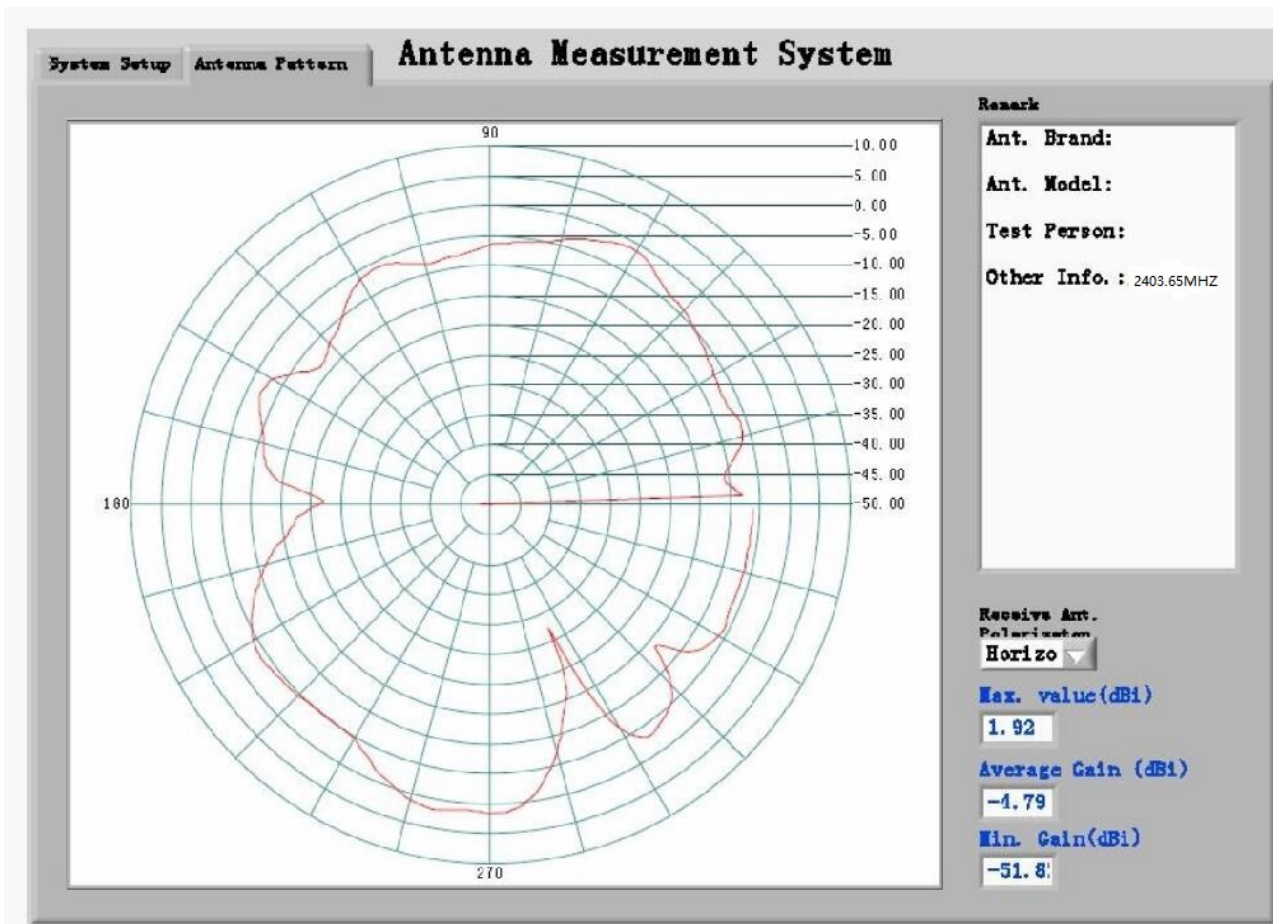 Antenna Measurement System
System Setup
Antenna Pattern
Remark
Ant. Brand:
Ant. Model:
Test Person:
Other Info.: 2403.65MHZ
90
10.00
5.00
0.00
-5.00
-10.00
-15.00
-20.00
-25.00
-30.00
-35.00
-40.00
-45.00
-50.00
180
270
Receive Ant.
Polarizaton
Horizo
Max. value(dBi)
1.92
Average Gain (dBi)
-4.79
Min. Gain(dBi)